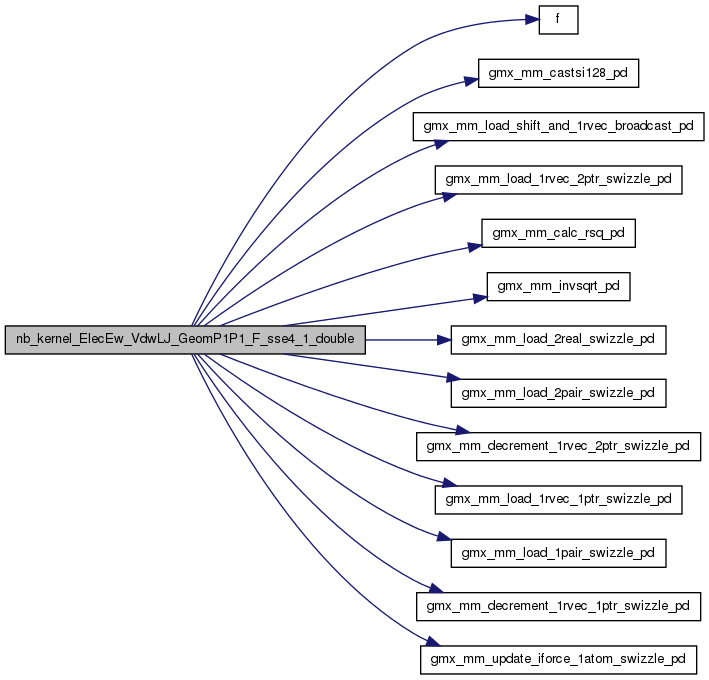 f
gmx_mm_castsi128_pd
gmx_mm_load_shift_and_1rvec_broadcast_pd
gmx_mm_load_1rvec_2ptr_swizzle_pd
gmx_mm_calc_rsq_pd
gmx_mm_invsqrt_pd
nb_kernel_ElecEw_VdwLJ_GeomP1P1_F_sse4_1_double
gmx_mm_load_2real_swizzle_pd
gmx_mm_load_2pair_swizzle_pd
gmx_mm_decrement_1rvec_2ptr_swizzle_pd
gmx_mm_load_1rvec_1ptr_swizzle_pd
gmx_mm_load_1pair_swizzle_pd
gmx_mm_decrement_1rvec_1ptr_swizzle_pd
gmx_mm_update_iforce_1atom_swizzle_pd